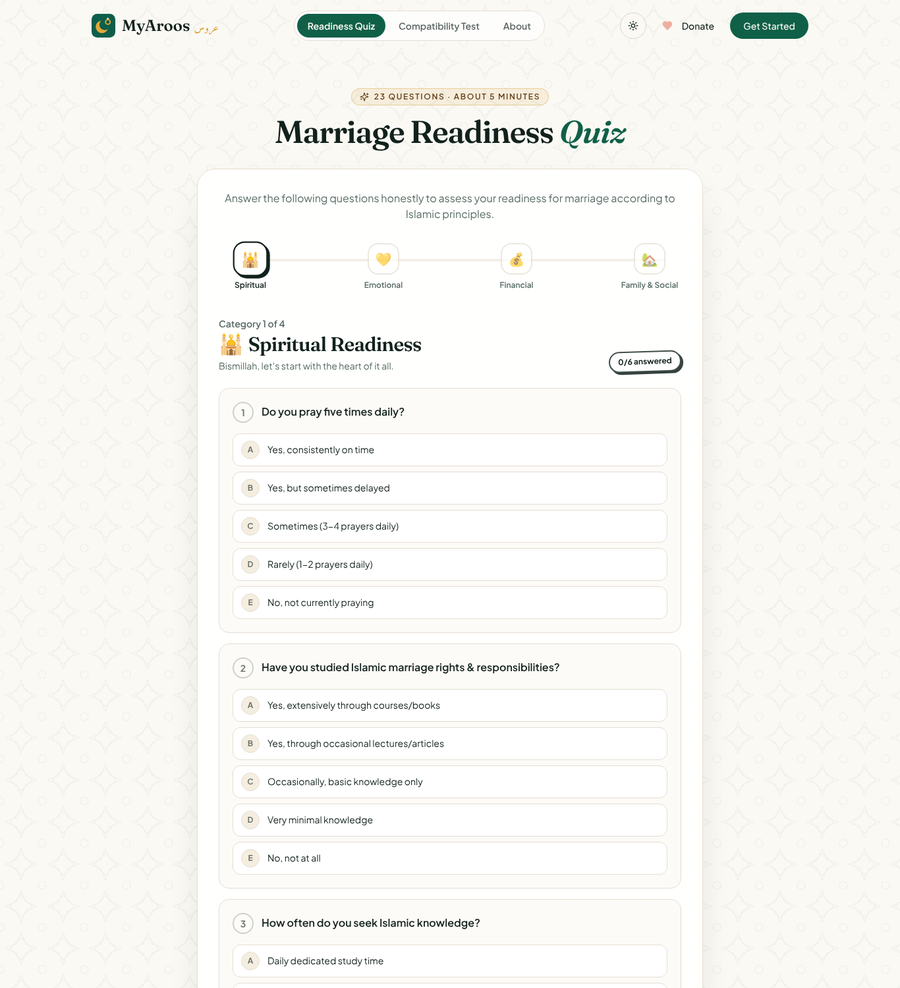 MyAroos عروس
Readiness Quiz
Compatibility Test
About
Donate
Get Started
23 QUESTIONS · ABOUT 5 MINUTES
Marriage Readiness Quiz
Answer the following questions honestly to assess your readiness for marriage according to
Islamic principles.
Spiritual
Emotional
Financial
Family & Social
Category 1 of 4
Spiritual Readiness
Bismillah, let's start with the heart of it all.
0/6 answered
1 Do you pray five times daily?
A Yes, consistently on time
B Yes, but sometimes delayed
C Sometimes (3–4 prayers daily)
D Rarely (1–2 prayers daily)
E No, not currently praying
2 Have you studied Islamic marriage rights & responsibilities?
A Yes, extensively through courses/books
B Yes, through occasional lectures/articles
C Occasionally, basic knowledge only
D Very minimal knowledge
E No, not at all
3 How often do you seek Islamic knowledge?
A Daily dedicated study time